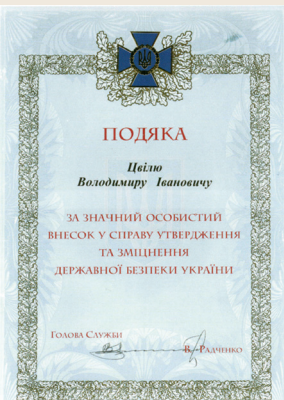 ПОДЯКА
Цвілю
Володимиру Івановичу
ЗА ЗНАЧНИЙ ОСОБИСТИЙ
ВНЕСОК У СПРАВУ УТВЕРДЖЕННЯ
ТА ЗМІЦНЕННЯ
ДЕРЖАВНОЇ БЕЗПЕКИ УКРАЇНИ
ГОЛОВА СЛУЖБИ
В. РАДЧЕНКО